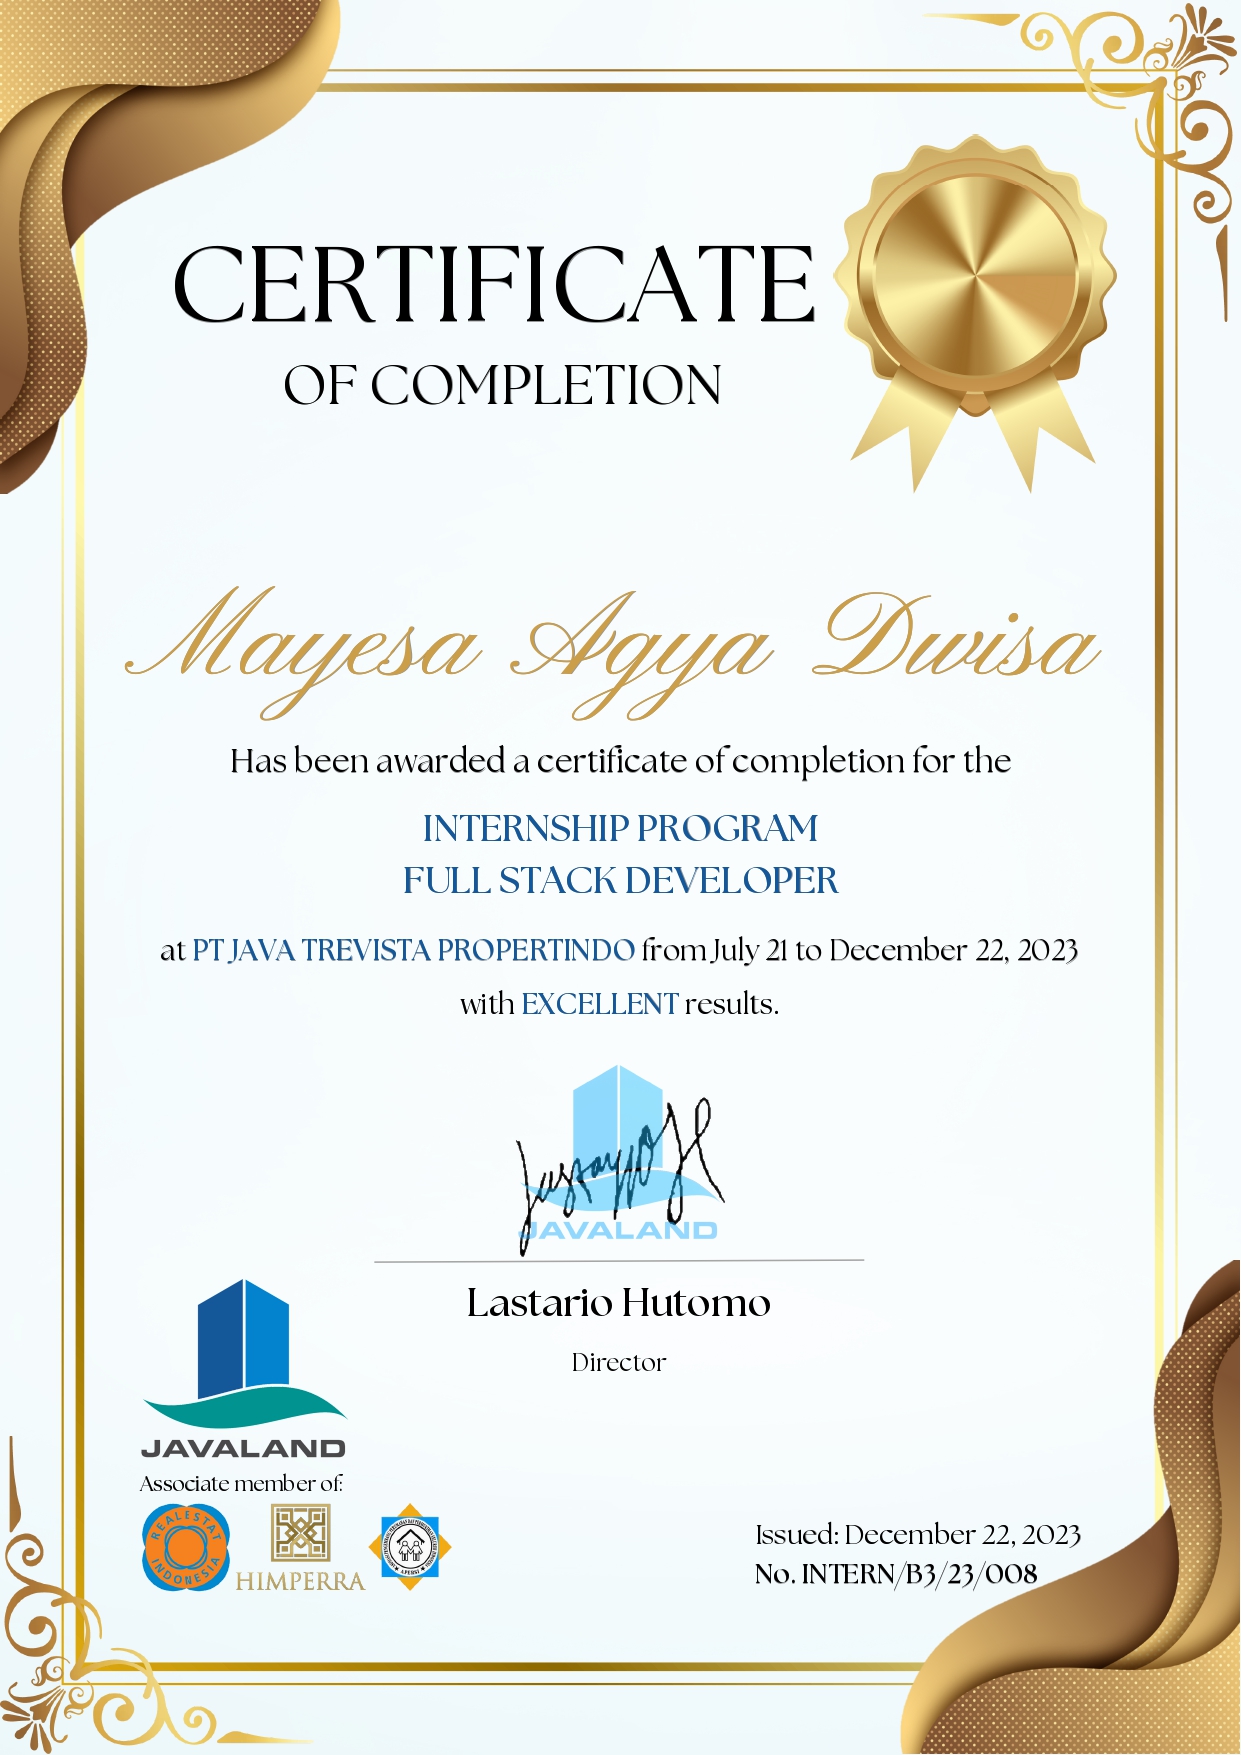 CERTIFICATE
OF COMPLETION
Mayesa Agya Dwisa
Has been awarded a certificate of completion for the
INTERNSHIP PROGRAM
FULL STACK DEVELOPER
at PT JAVA TREVISTA PROPERTINDO from July 21 to December 22, 2023
with EXCELLENT results.
JAVALAND
Lastario Hutomo
Director
JAVALAND
Associate member of:
REALESTAT INDONESIA
HIMPERRA
APERSI
Issued: December 22, 2023
No. INTERN/B3/23/008